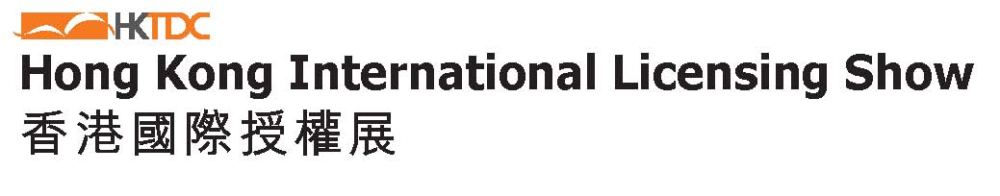 HKTDC
Hong Kong International Licensing Show
香港國際授權展